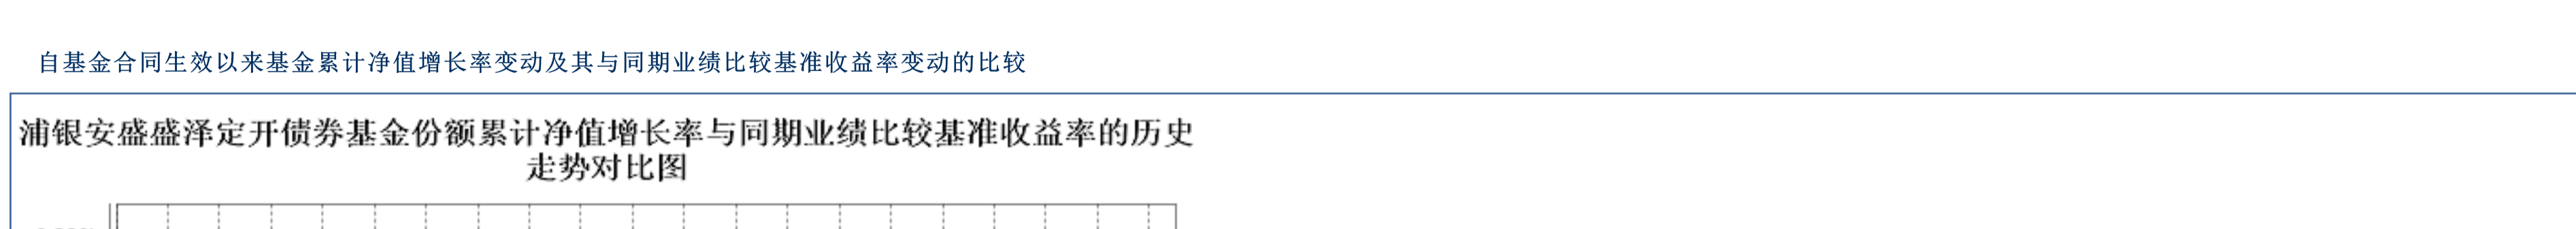 自基金合同生效以来基金累计净值增长率变动及其与同期业绩比较基准收益率变动的比较
浦银安盛盛泽定开债券基金份额累计净值增长率与同期业绩比较基准收益率的历史
走势对比图